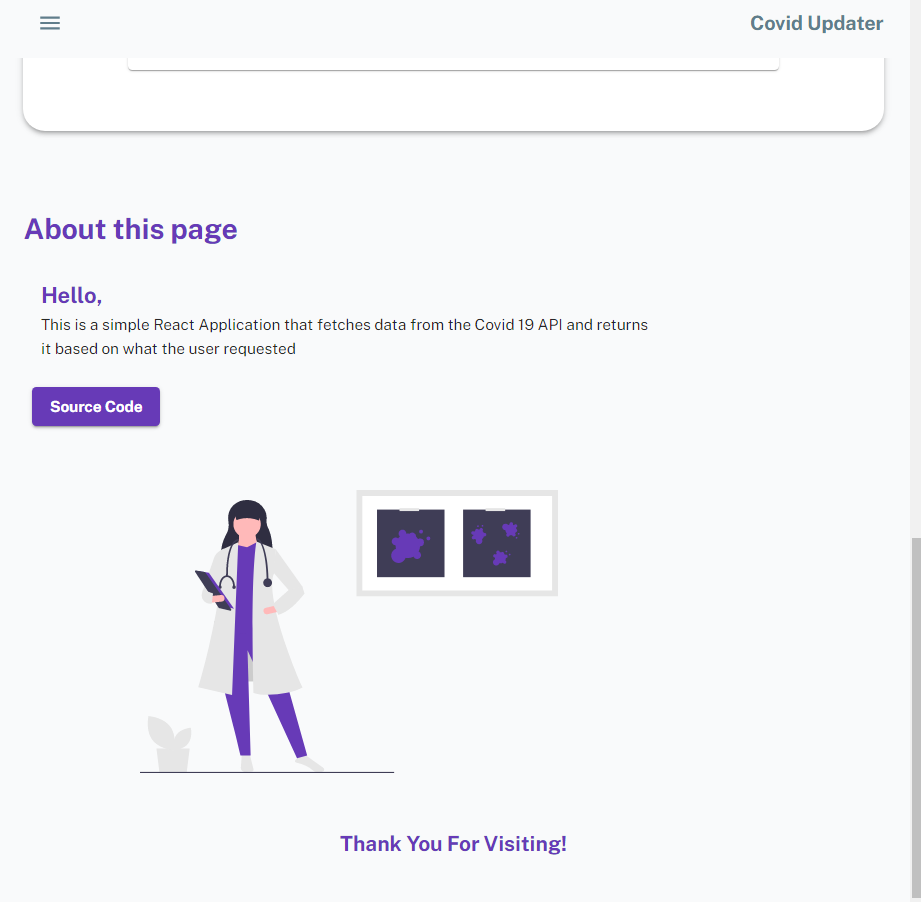 Covid Updater
About this page
Hello,
This is a simple React Application that fetches data from the Covid 19 API and returns
it based on what the user requested
Source Code
Thank You For Visiting!